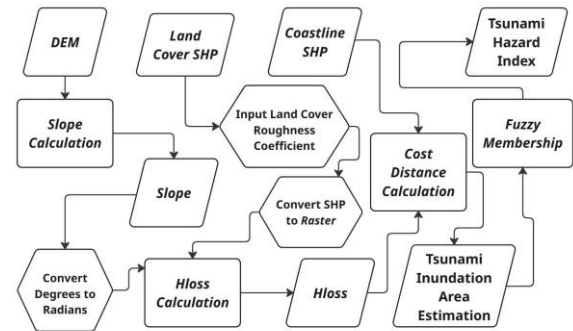 DEM
Land
Cover SHP
Coastline
SHP
Tsunami
Hazard
Index
Slope
Calculation
Input Land Cover
Roughness
Coefficient
Cost
Distance
Calculation
Fuzzy
Membership
Slope
Convert SHP
to Raster
Convert
Degrees to
Radians
Hloss
Calculation
Hloss
Tsunami
Inundation
Area
Estimation